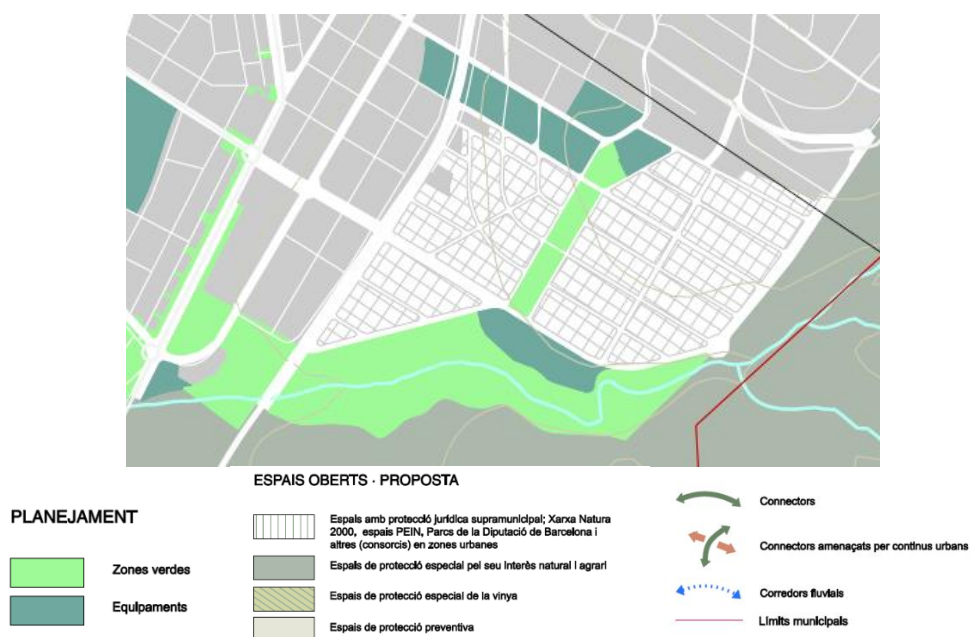 ESPAIS OBERTS · PROPOSTA
PLANEJAMENT
Zones verdes
Equipaments
Espais amb protecció jurídica supramunicipal; Xarxa Natura
2000, espais PEIN, Parcs de la Diputació de Barcelona i
altres (consorcis) en zones urbanes
Espais de protecció especial pel seu interès natural i agrari
Espais de protecció especial de la vinya
Espais de protecció preventiva
Connectors
Connectors amenaçats per continus urbans
Corredors fluvials
Límits municipals